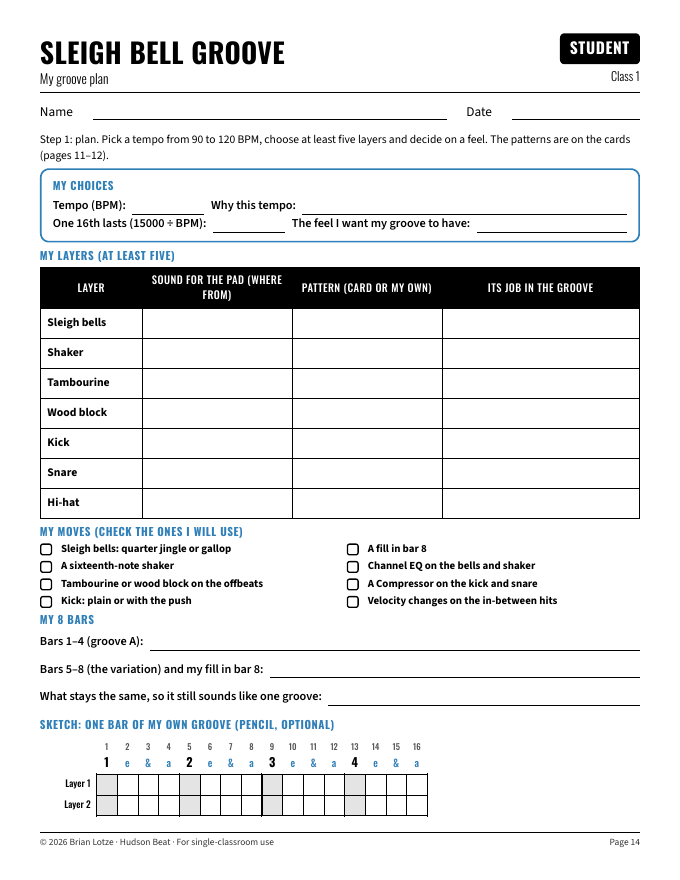 SLEIGH BELL GROOVE
STUDENT
My groove plan
Class 1
Name
Date
Step 1: plan. Pick a tempo from 90 to 120 BPM, choose at least five layers and decide on a feel. The patterns are on the cards
(pages 11–12).
MY CHOICES
Tempo (BPM): Why this tempo:
One 16th lasts (15000 ÷ BPM): The feel I want my groove to have:
MY LAYERS (AT LEAST FIVE)
LAYER
SOUND FOR THE PAD (WHERE
FROM)
PATTERN (CARD OR MY OWN)
ITS JOB IN THE GROOVE
Sleigh bells
Shaker
Tambourine
Wood block
Kick
Snare
Hi-hat
MY MOVES (CHECK THE ONES I WILL USE)
Sleigh bells: quarter jingle or gallop
A sixteenth-note shaker
Tambourine or wood block on the offbeats
Kick: plain or with the push
A fill in bar 8
Channel EQ on the bells and shaker
A Compressor on the kick and snare
Velocity changes on the in-between hits
MY 8 BARS
Bars 1–4 (groove A):
Bars 5–8 (the variation) and my fill in bar 8:
What stays the same, so it still sounds like one groove:
SKETCH: ONE BAR OF MY OWN GROOVE (PENCIL, OPTIONAL)
1 2 3 4 5 6 7 8 9 10 11 12 13 14 15 16
1 e & a 2 e & a 3 e & a 4 e & a
Layer 1
Layer 2
© 2026 Brian Lotze · Hudson Beat · For single-classroom use
Page 14